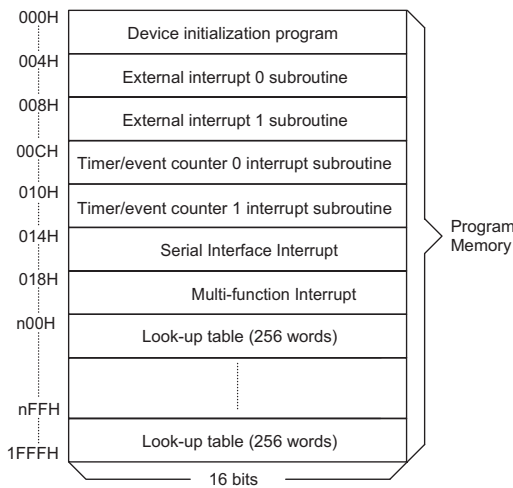 000H
Device initialization program
004H
External interrupt 0 subroutine
008H
External interrupt 1 subroutine
00CH
Timer/event counter 0 interrupt subroutine
010H
Timer/event counter 1 interrupt subroutine
014H
Serial Interface Interrupt
018H
Multi-function Interrupt
n00H
Look-up table (256 words)
nFFH
Look-up table (256 words)
1FFFH
16 bits
Program
Memory